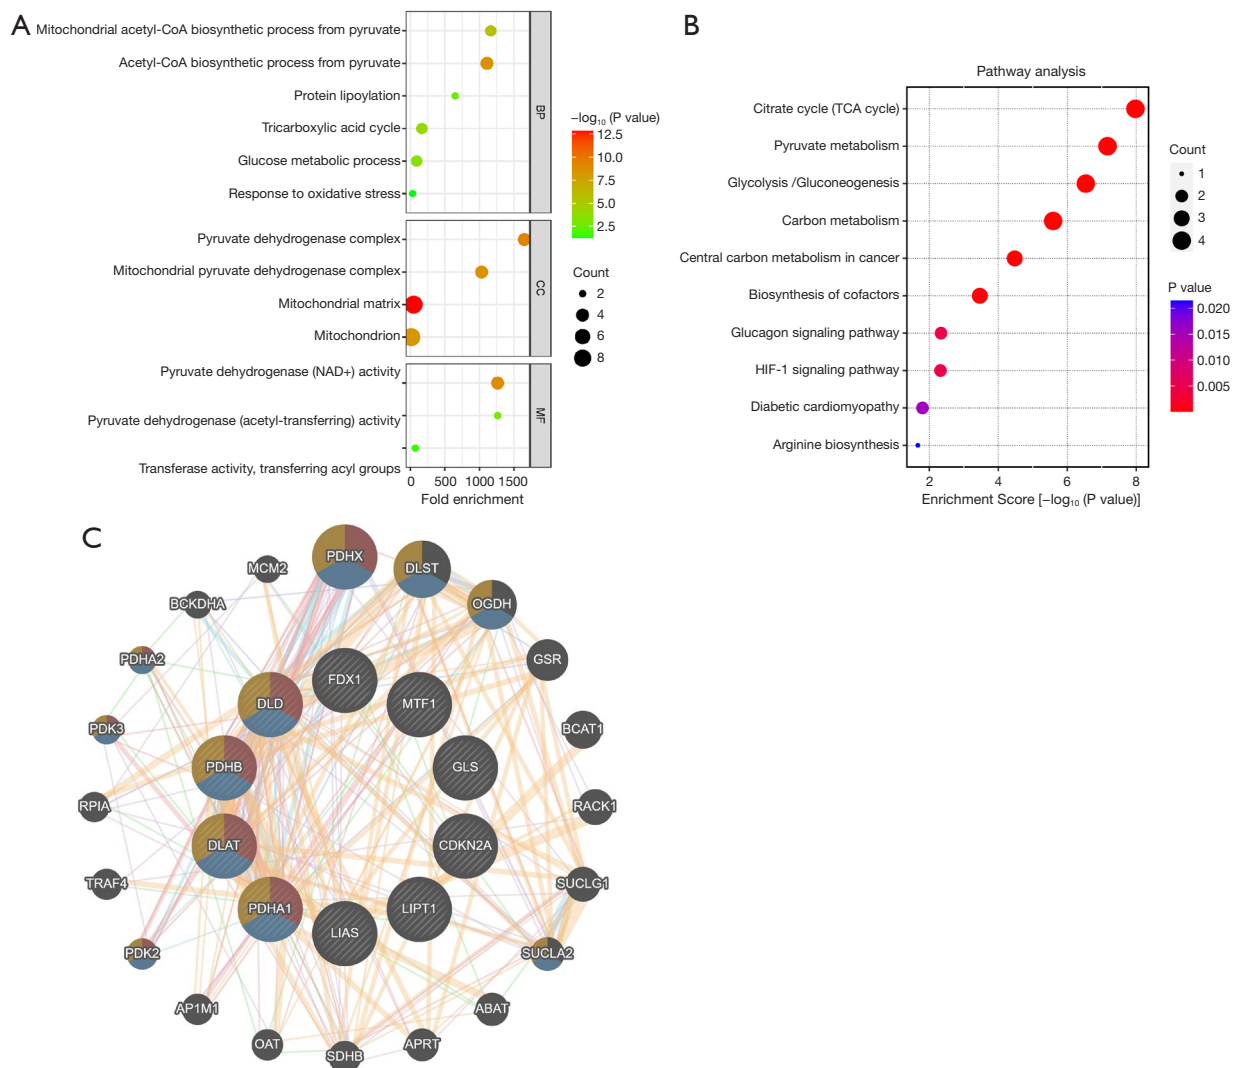 A
Mitochondrial acetyl-CoA biosynthetic process from pyruvate
Acetyl-CoA biosynthetic process from pyruvate
Protein lipoylation
Tricarboxylic acid cycle
Glucose metabolic process
Response to oxidative stress
BP
Pyruvate dehydrogenase complex
Mitochondrial pyruvate dehydrogenase complex
Mitochondrial matrix
Mitochondrion
CC
Pyruvate dehydrogenase (NAD+) activity
Pyruvate dehydrogenase (acetyl-transferring) activity
Transferase activity, transferring acyl groups
MF
0 500 1000 1500
Fold enrichment
−log₁₀ (P value)
12.5
10.0
7.5
5.0
2.5
Count
2
4
6
8
B
Pathway analysis
Citrate cycle (TCA cycle)
Pyruvate metabolism
Glycolysis /Gluconeogenesis
Carbon metabolism
Central carbon metabolism in cancer
Biosynthesis of cofactors
Glucagon signaling pathway
HIF-1 signaling pathway
Diabetic cardiomyopathy
Arginine biosynthesis
2 4 6 8
Enrichment Score [−log₁₀ (P value)]
Count
1
2
3
4
P value
0.020
0.015
0.010
0.005
C
PDHX
DLST
MCM2
OGDH
BCKDHA
PDHA2
GSR
FDX1
DLD
MTF1
PDK3
BCAT1
PDHB
GLS
RPIA
RACK1
DLAT
CDKN2A
TRAF4
SUCLG1
PDHA1
LIPT1
LIAS
PDK2
SUCLA2
AP1M1
ABAT
OAT
APRT
SDHB